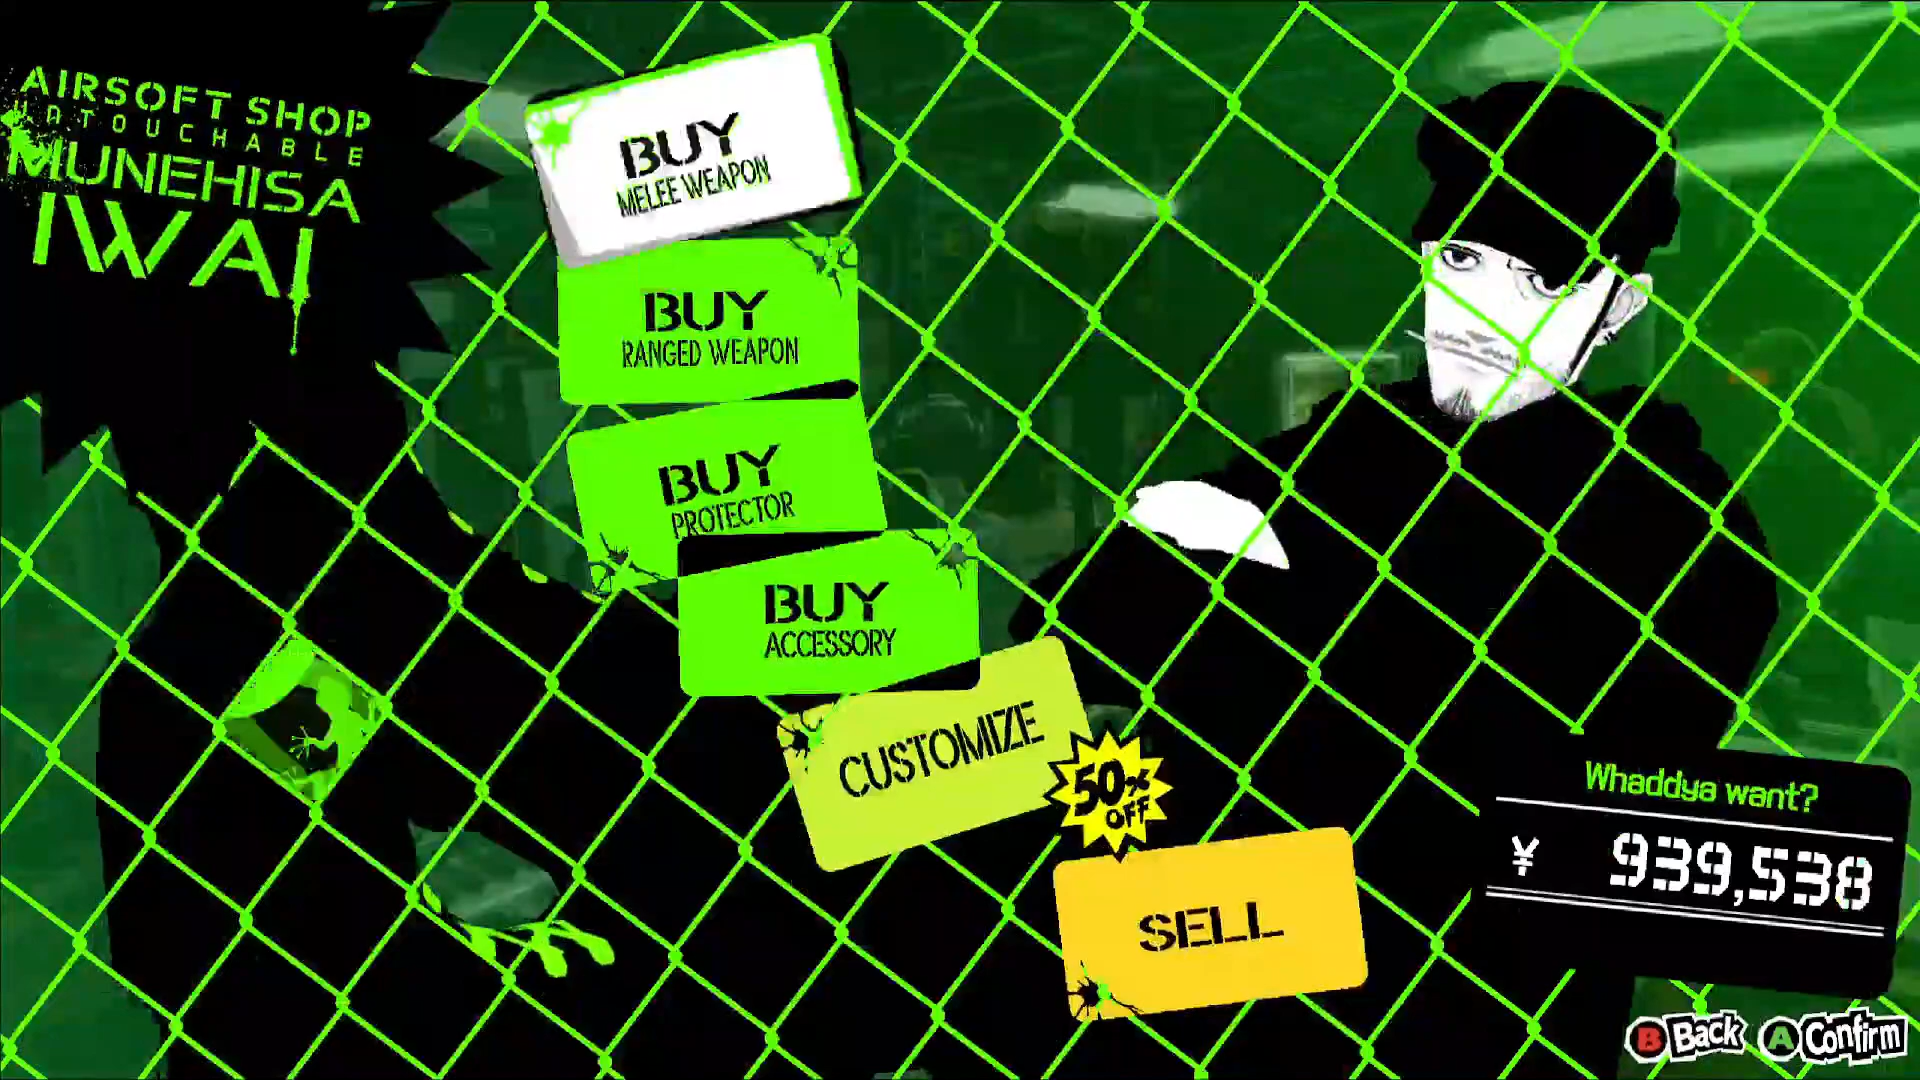 AIRSOFT SHOP
UNTOUCHABLE
MUNEHISA
IWAI
BUY
MELEE WEAPON
BUY
RANGED WEAPON
BUY
PROTECTOR
BUY
ACCESSORY
CUSTOMIZE
50% OFF
SELL
Whaddya want?
¥ 939,538
B Back A Confirm